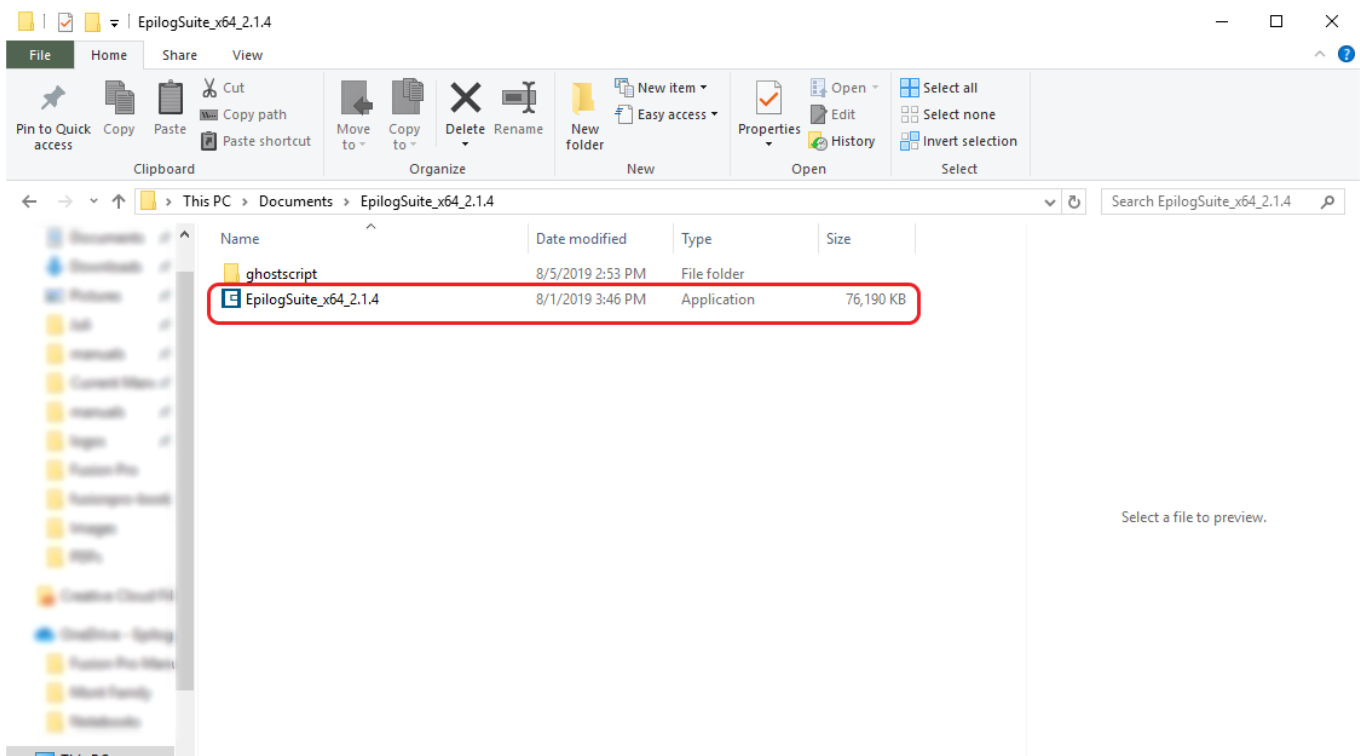 EpilogSuite_x64_2.1.4
File Home Share View
Pin to Quick access
Copy
Paste
Cut
Copy path
Paste shortcut
Clipboard
Move to
Copy to
Delete
Rename
Organize
New folder
New item
Easy access
New
Properties
Open
Edit
History
Open
Select all
Select none
Invert selection
Select
This PC > Documents > EpilogSuite_x64_2.1.4
Search EpilogSuite_x64_2.1.4
Name Date modified Type Size
ghostscript 8/5/2019 2:53 PM File folder
EpilogSuite_x64_2.1.4 8/1/2019 3:46 PM Application 76,190 KB
Select a file to preview.